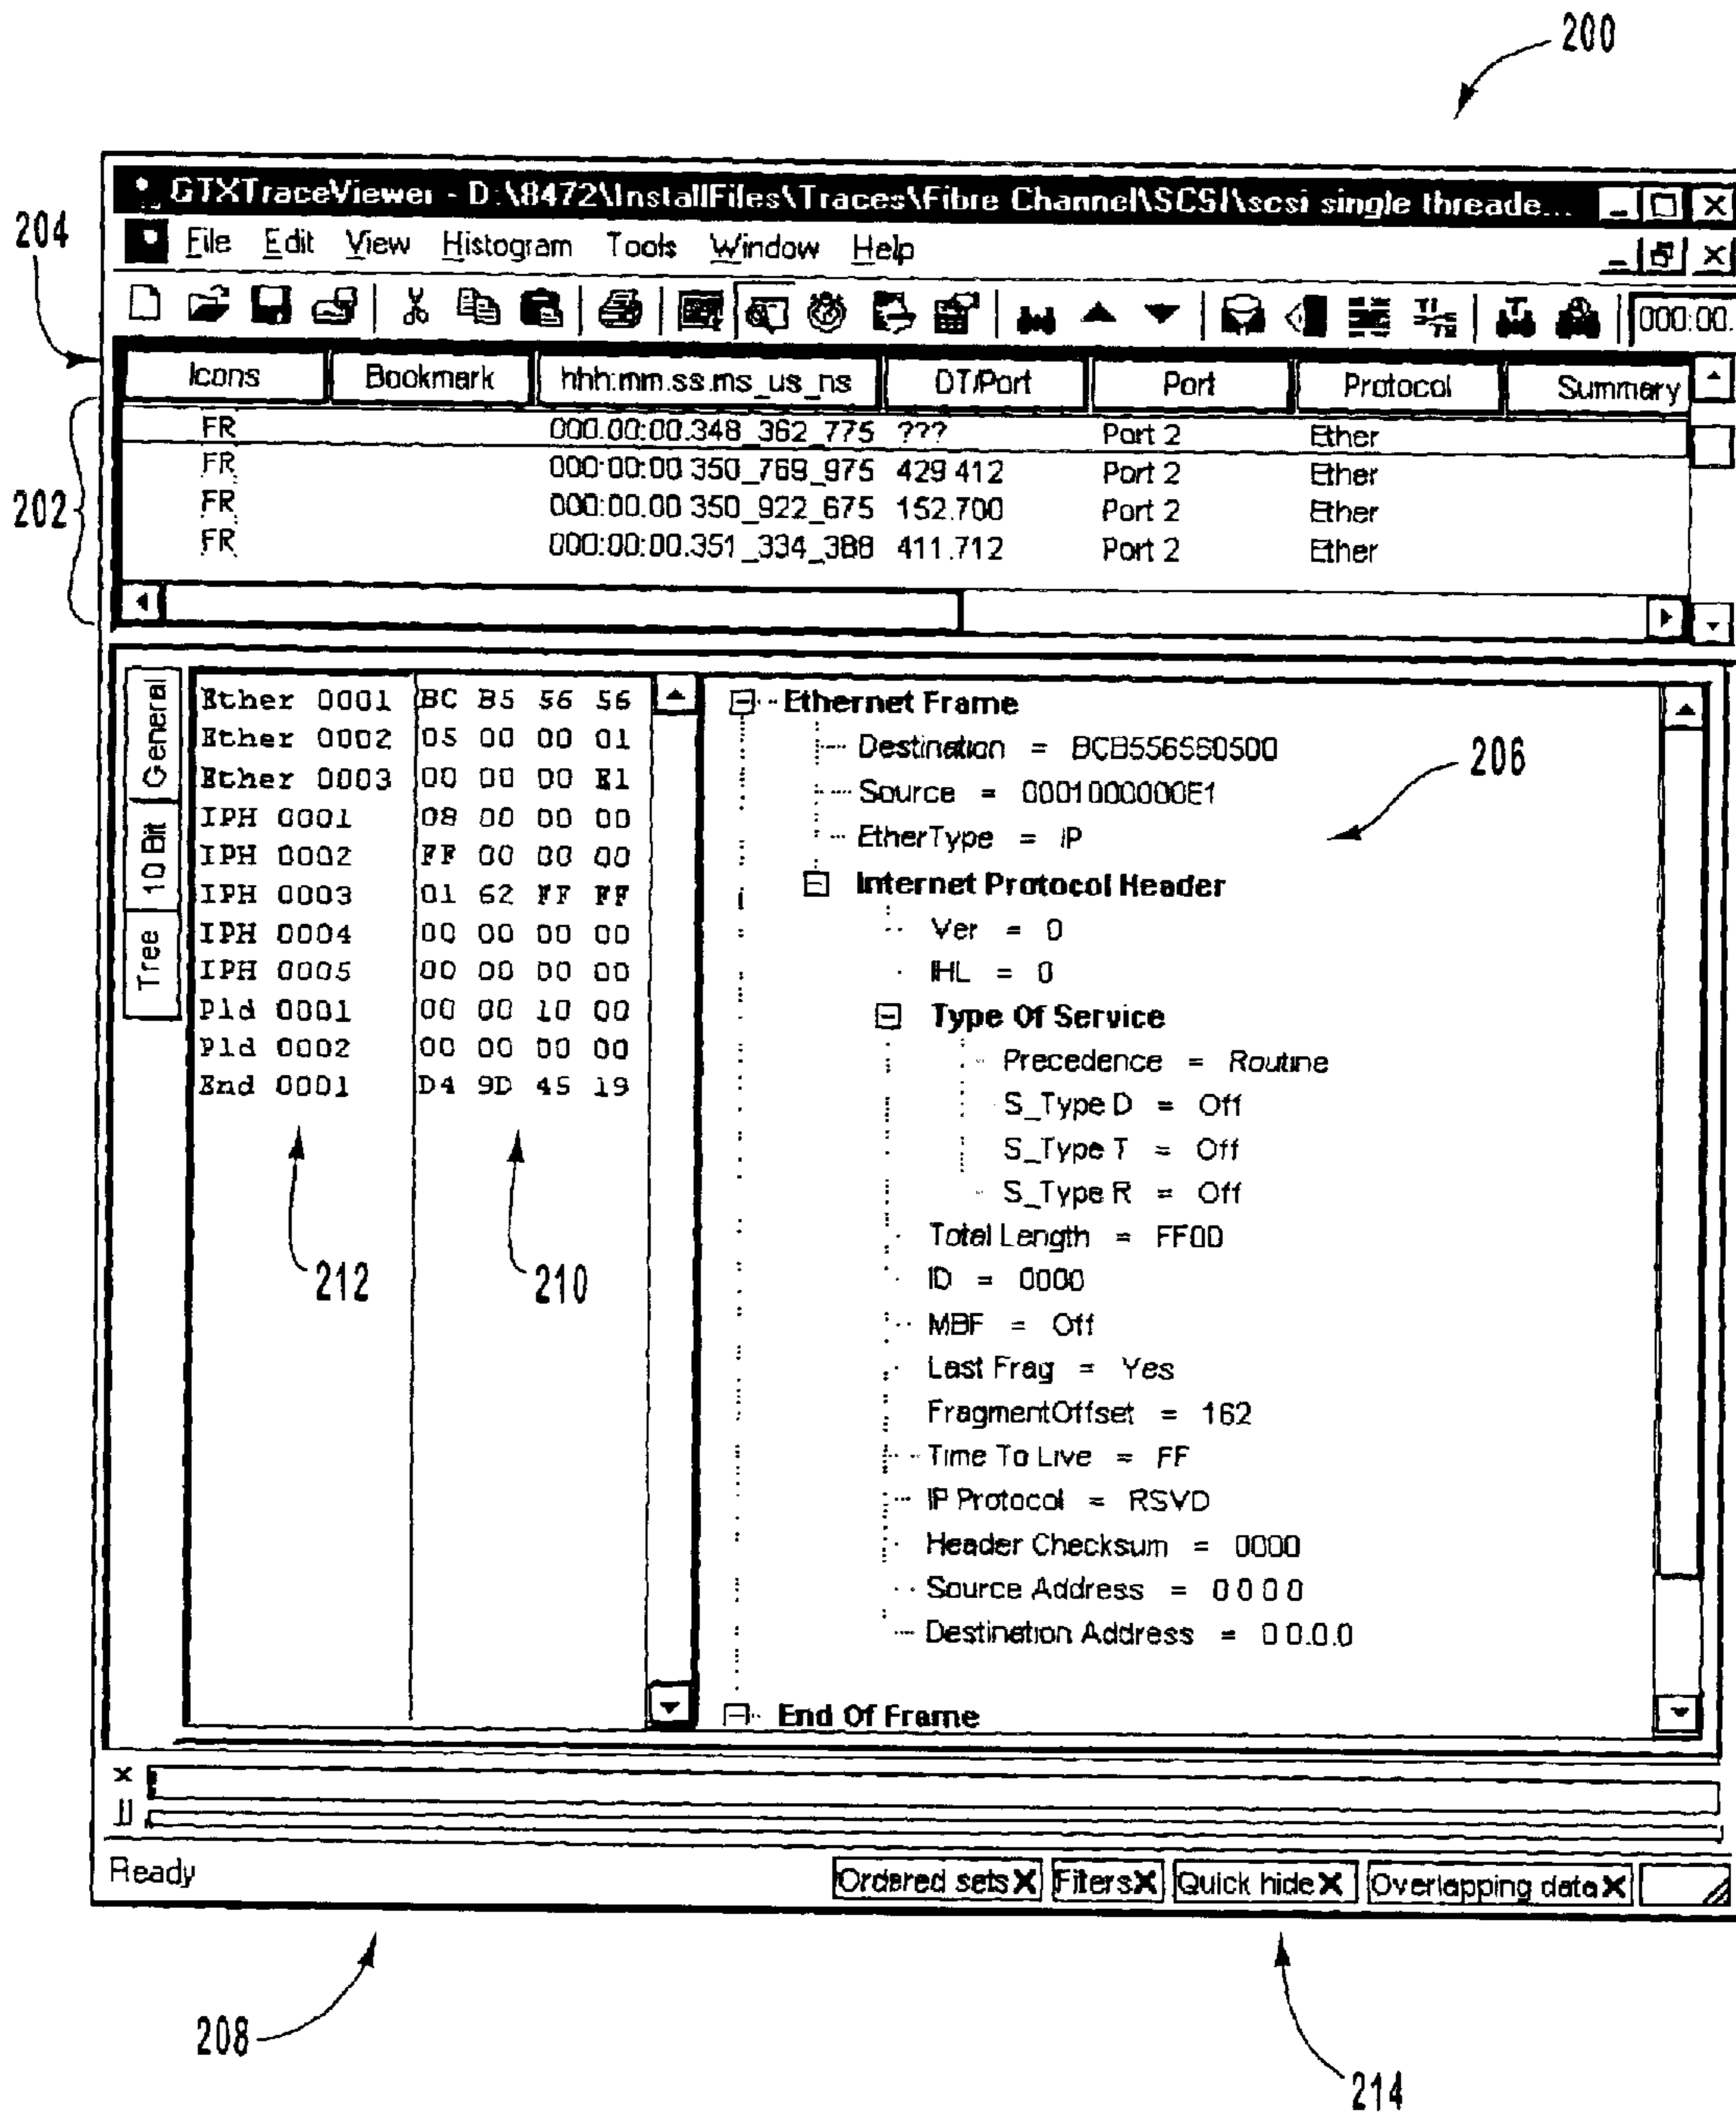 200
GTXTraceViewer - D:\8472\InstallFiles\Traces\Fibre Channel\SCSI\scsi single threade...
204
File Edit View Histogram Tools Window Help
000:00.
Icons Bookmark hhh:mm.ss.ms_us_ns DT/Port Port Protocol Summary
202
FR 000.00:00.348_362_775 ??? Port 2 Ether
FR 000:00:00 350_769_975 429 412 Port 2 Ether
FR 000:00.00 350_922_675 152.700 Port 2 Ether
FR 000:00:00.351_334_388 411.712 Port 2 Ether
General
10 Bit
Tree
Ether 0001 BC B5 56 56
Ether 0002 05 00 00 01
Ether 0003 00 00 00 E1
IPH 0001 08 00 00 00
IPH 0002 FF 00 00 00
IPH 0003 01 62 FF FF
IPH 0004 00 00 00 00
IPH 0005 00 00 00 00
Pld 0001 00 00 10 00
Pld 0002 00 00 00 00
End 0001 D4 9D 45 19
212
210
Ethernet Frame
Destination = BCB556560500
206
Source = 0001000000E1
EtherType = IP
Internet Protocol Header
Ver = 0
IHL = 0
Type Of Service
Precedence = Routine
S_Type D = Off
S_Type T = Off
S_Type R = Off
Total Length = FF00
ID = 0000
MBF = Off
Last Frag = Yes
FragmentOffset = 162
Time To Live = FF
IP Protocol = RSVD
Header Checksum = 0000
Source Address = 0 0 0 0
Destination Address = 0 0.0.0
End Of Frame
Ready Ordered sets X Filters X Quick hide X Overlapping data X
208
214